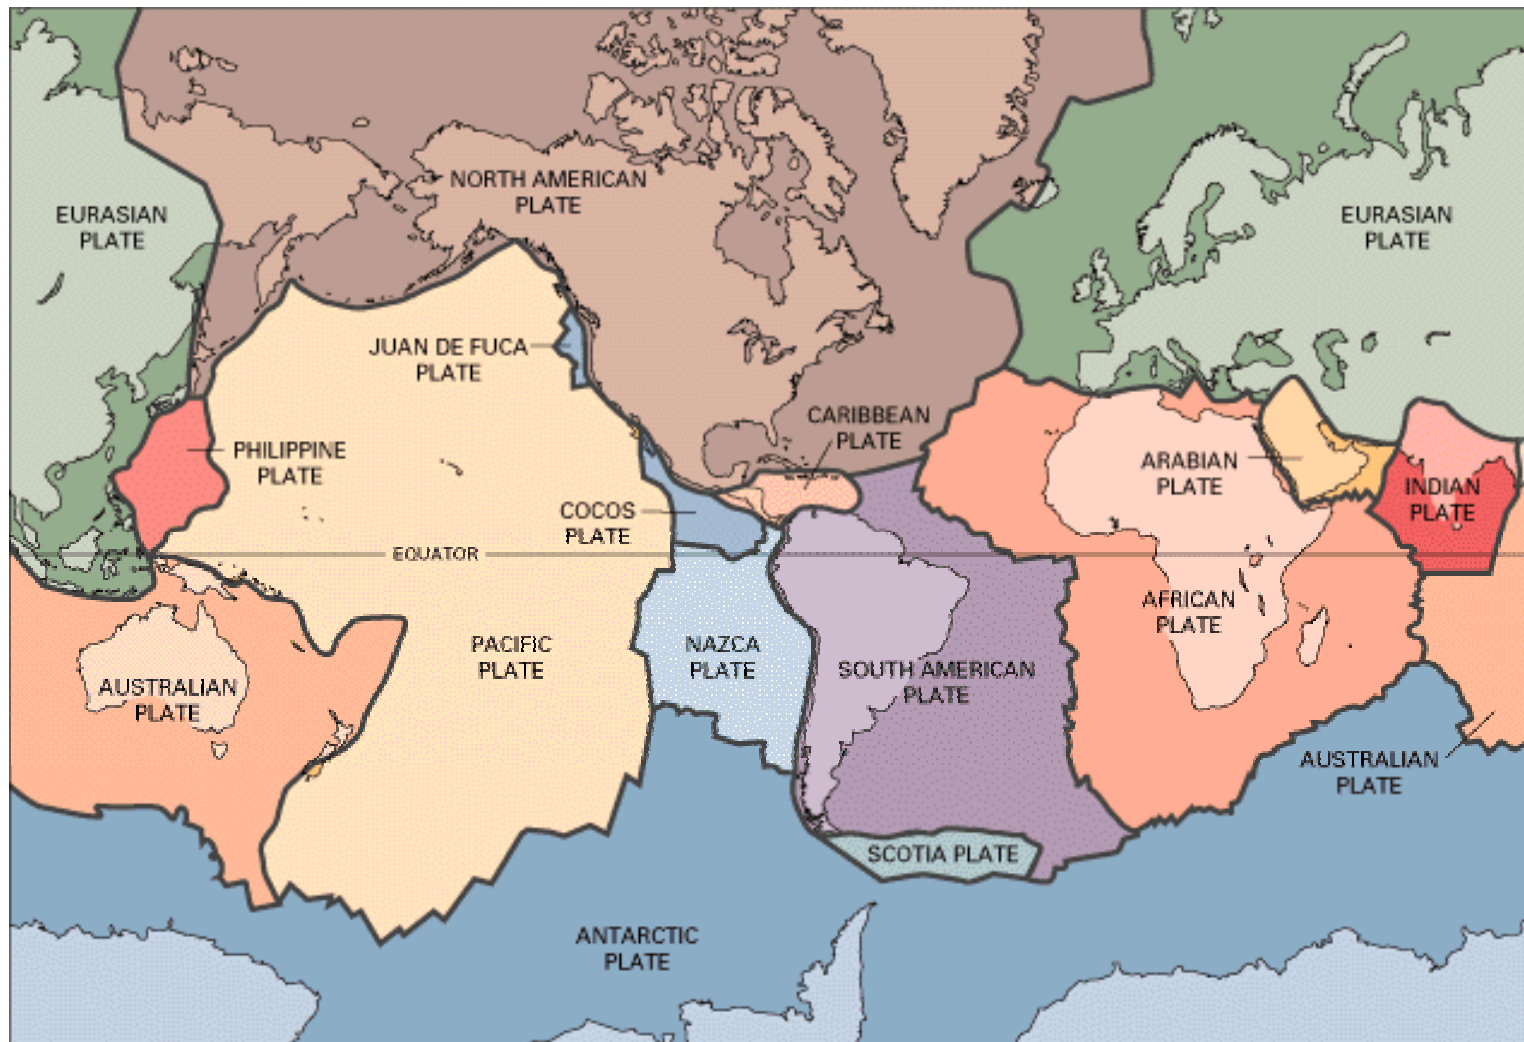 NORTH AMERICAN
PLATE
EURASIAN
PLATE
EURASIAN
PLATE
JUAN DE FUCA
PLATE
CARIBBEAN
PLATE
PHILIPPINE
PLATE
ARABIAN
PLATE
INDIAN
PLATE
COCOS
PLATE
EQUATOR
AFRICAN
PLATE
PACIFIC
PLATE
NAZCA
PLATE
SOUTH AMERICAN
PLATE
AUSTRALIAN
PLATE
AUSTRALIAN
PLATE
SCOTIA PLATE
ANTARCTIC
PLATE